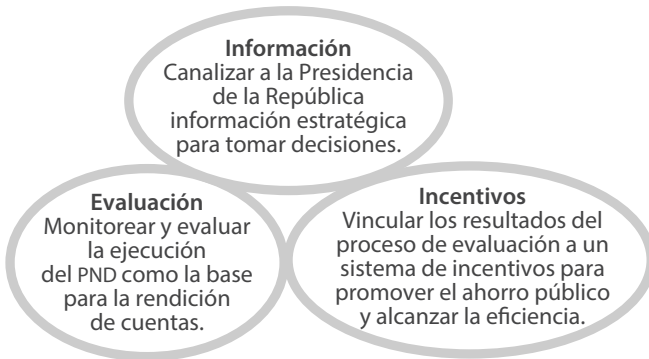 Información
Canalizar a la Presidencia
de la República
información estratégica
para tomar decisiones.
Evaluación
Monitorear y evaluar
la ejecución
del PND como la base
para la rendición
de cuentas.
Incentivos
Vincular los resultados del
proceso de evaluación a un
sistema de incentivos para
promover el ahorro público
y alcanzar la eficiencia.